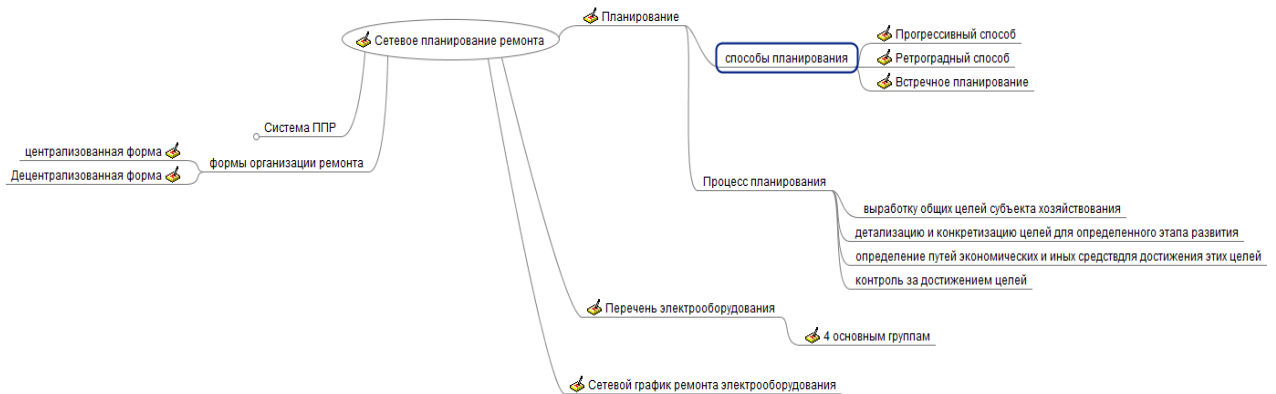 Сетевое планирование ремонта
Планирование
способы планирования
Прогрессивный способ
Ретроградный способ
Встречное планирование
Процесс планирования
выработку общих целей субъекта хозяйствования
детализацию и конкретизацию целей для определенного этапа развития
определение путей экономических и иных средствдля достижения этих целей
контроль за достижением целей
Перечень электрооборудования
4 основным группам
Сетевой график ремонта электрооборудования
Система ППР
формы организации ремонта
централизованная форма
Децентрализованная форма